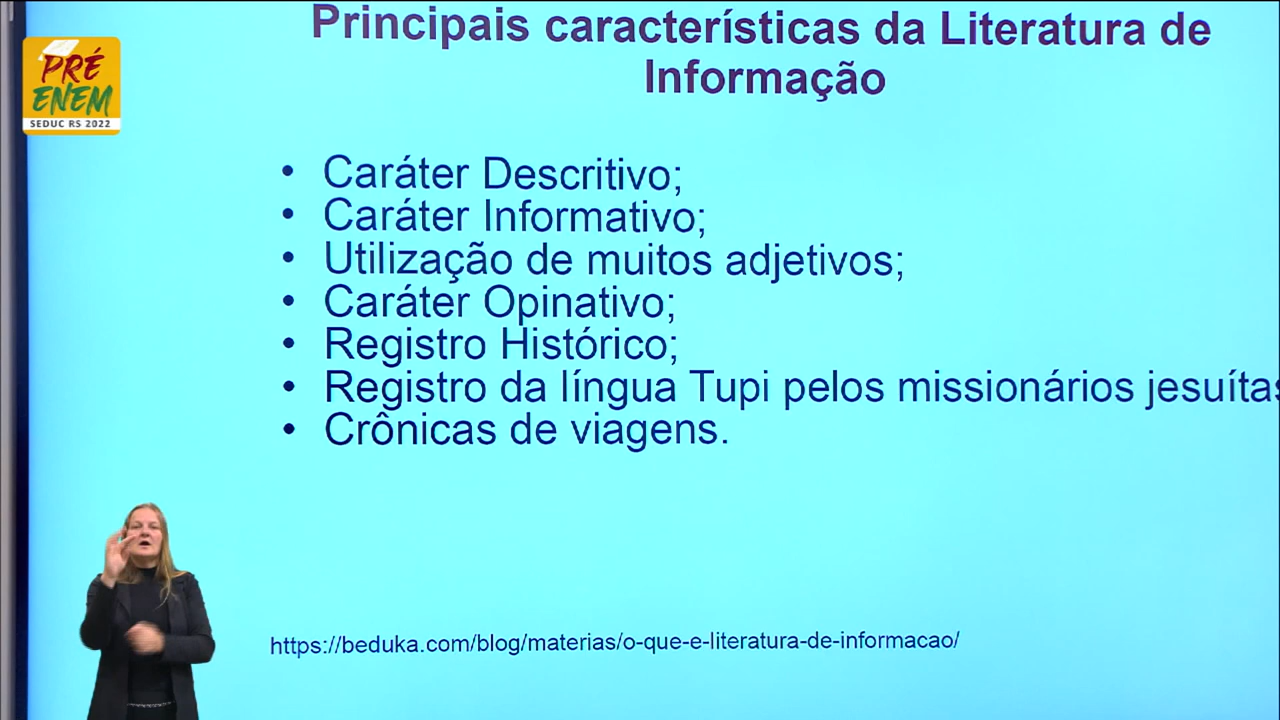 Principais características da Literatura de
Informação
PRÉ
ENEM
SEDUC RS 2022
• Caráter Descritivo;
• Caráter Informativo;
• Utilização de muitos adjetivos;
• Caráter Opinativo;
• Registro Histórico;
• Registro da língua Tupi pelos missionários jesuítas
• Crônicas de viagens.
https://beduka.com/blog/materias/o-que-e-literatura-de-informacao/